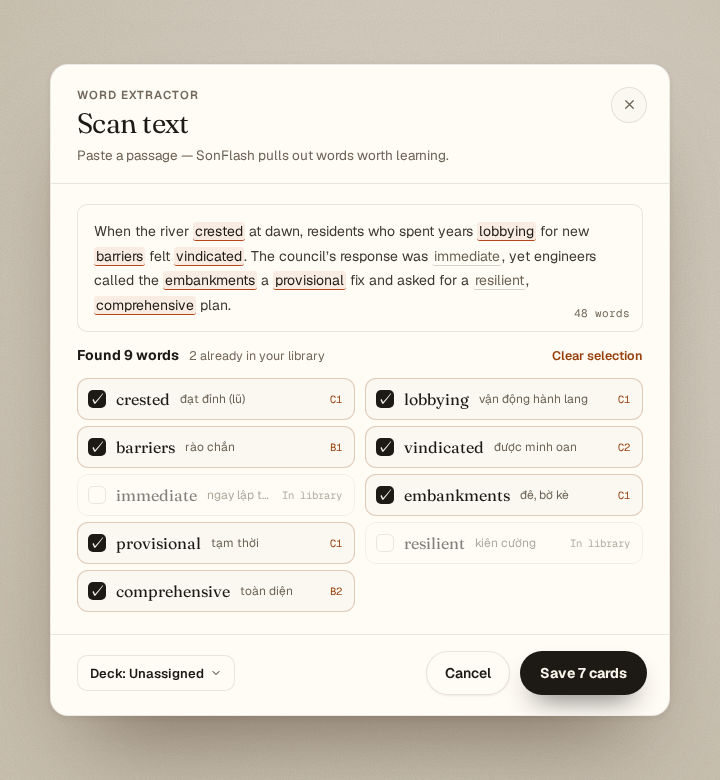 WORD EXTRACTOR
Scan text
Paste a passage — SonFlash pulls out words worth learning.
When the river crested at dawn, residents who spent years lobbying for new
barriers felt vindicated. The council's response was immediate, yet engineers
called the embankments a provisional fix and asked for a resilient,
comprehensive plan.
48 words
Found 9 words 2 already in your library Clear selection
crested đạt đỉnh (lũ) C1
lobbying vận động hành lang C1
barriers rào chắn B1
vindicated được minh oan C2
immediate ngay lập t... In library
embankments đê, bờ kè C1
provisional tạm thời C1
resilient kiên cường In library
comprehensive toàn diện B2
Deck: Unassigned
Cancel
Save 7 cards